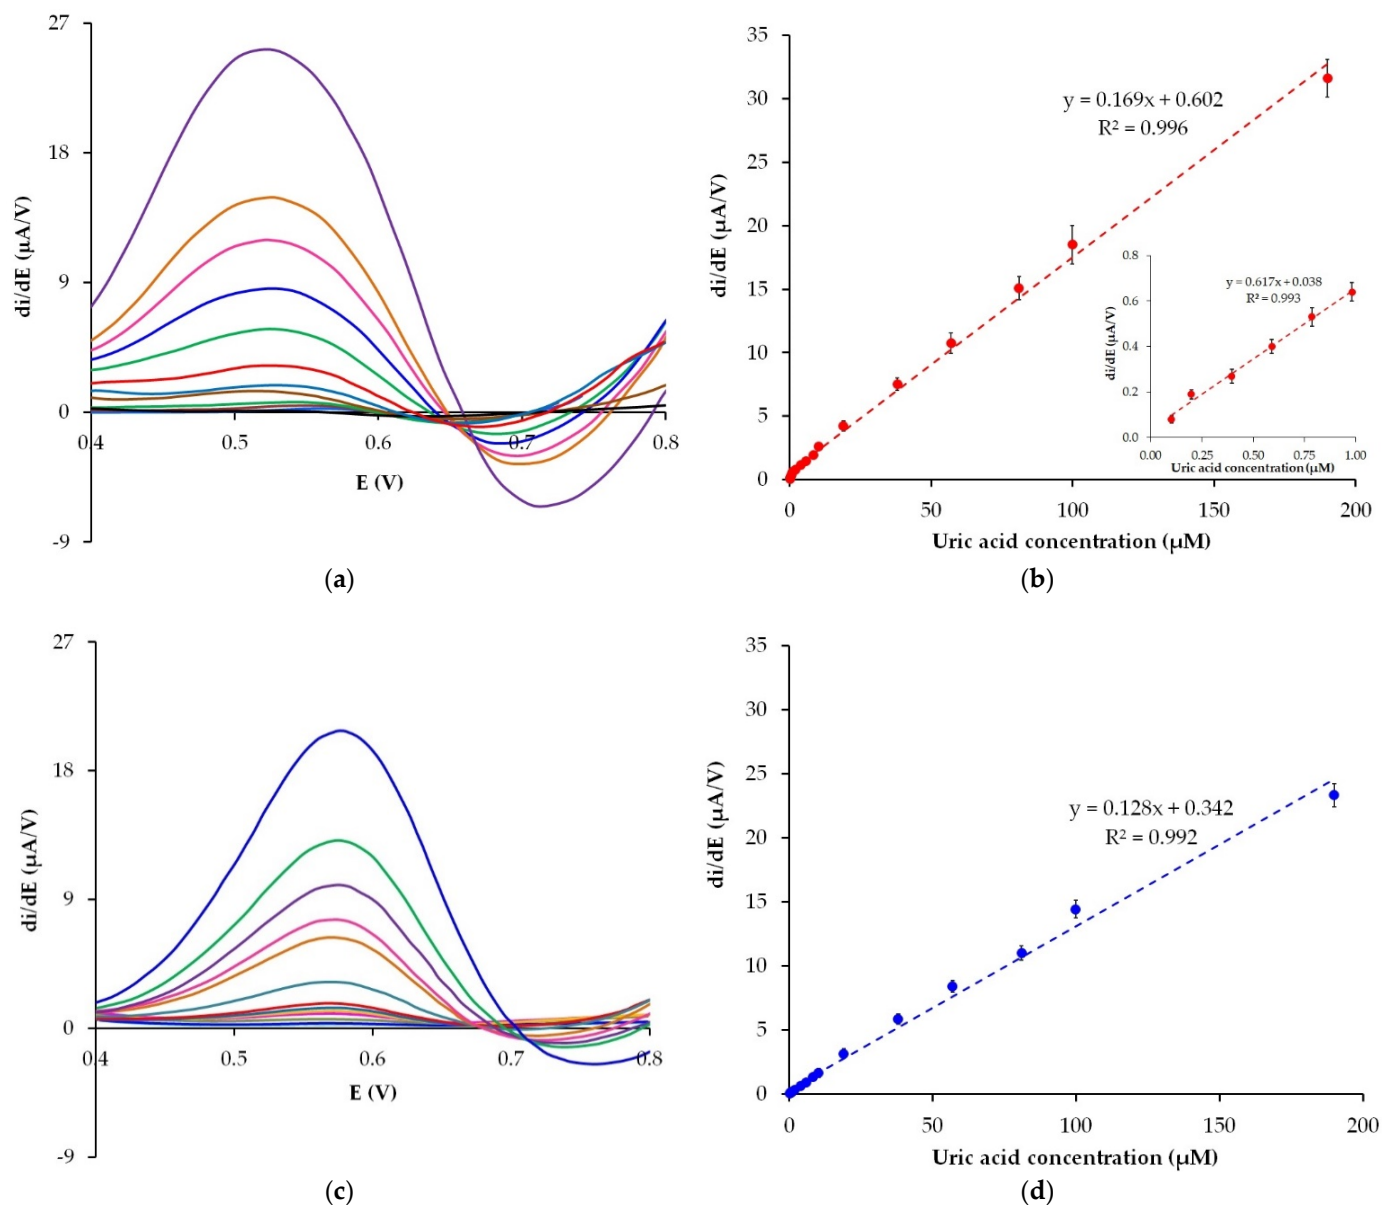 27
18
9
0
-9
0.4
0.5
0.6
0.7
0.8
di/dE (µA/V)
E (V)
(a)
35
30
25
20
15
10
5
0
0
50
100
150
200
di/dE (µA/V)
Uric acid concentration (µM)
y = 0.169x + 0.602
R² = 0.996
0.8
0.6
0.4
0.2
0.0
0.00
0.25
0.50
0.75
1.00
di/dE (µA/V)
Uric acid concentration (µM)
y = 0.617x + 0.038
R² = 0.993
(b)
27
18
9
0
-9
0.4
0.5
0.6
0.7
0.8
di/dE (µA/V)
E (V)
(c)
35
30
25
20
15
10
5
0
0
50
100
150
200
di/dE (µA/V)
Uric acid concentration (µM)
y = 0.128x + 0.342
R² = 0.992
(d)